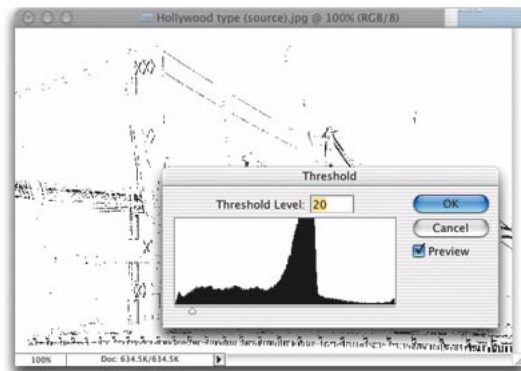 Hollywood type (source).jpg @ 100% (RGB/8)
Threshold
Threshold Level: 20
OK
Cancel
Preview
100% Doc: 634.5K/634.5K